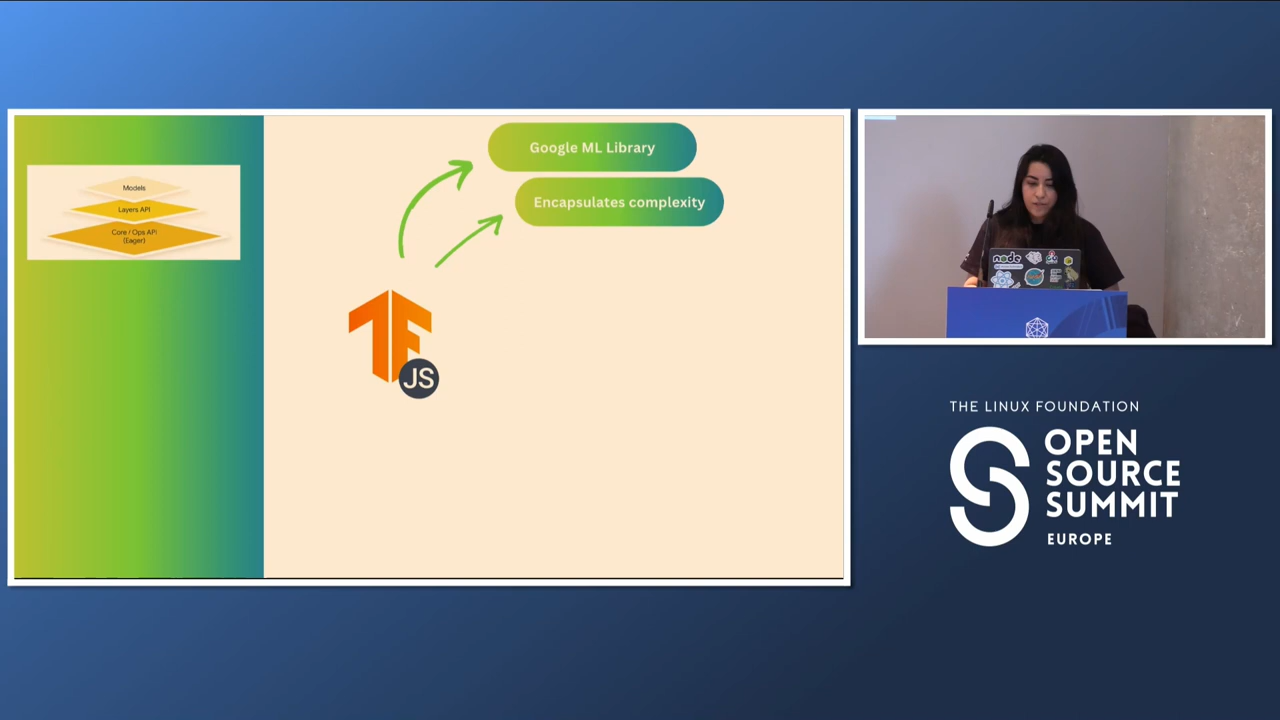 Models
Layers API
Core / Ops API
(Eager)
Google ML Library
Encapsulates complexity
JS
node
THE LINUX FOUNDATION
OPEN
SOURCE
SUMMIT
EUROPE